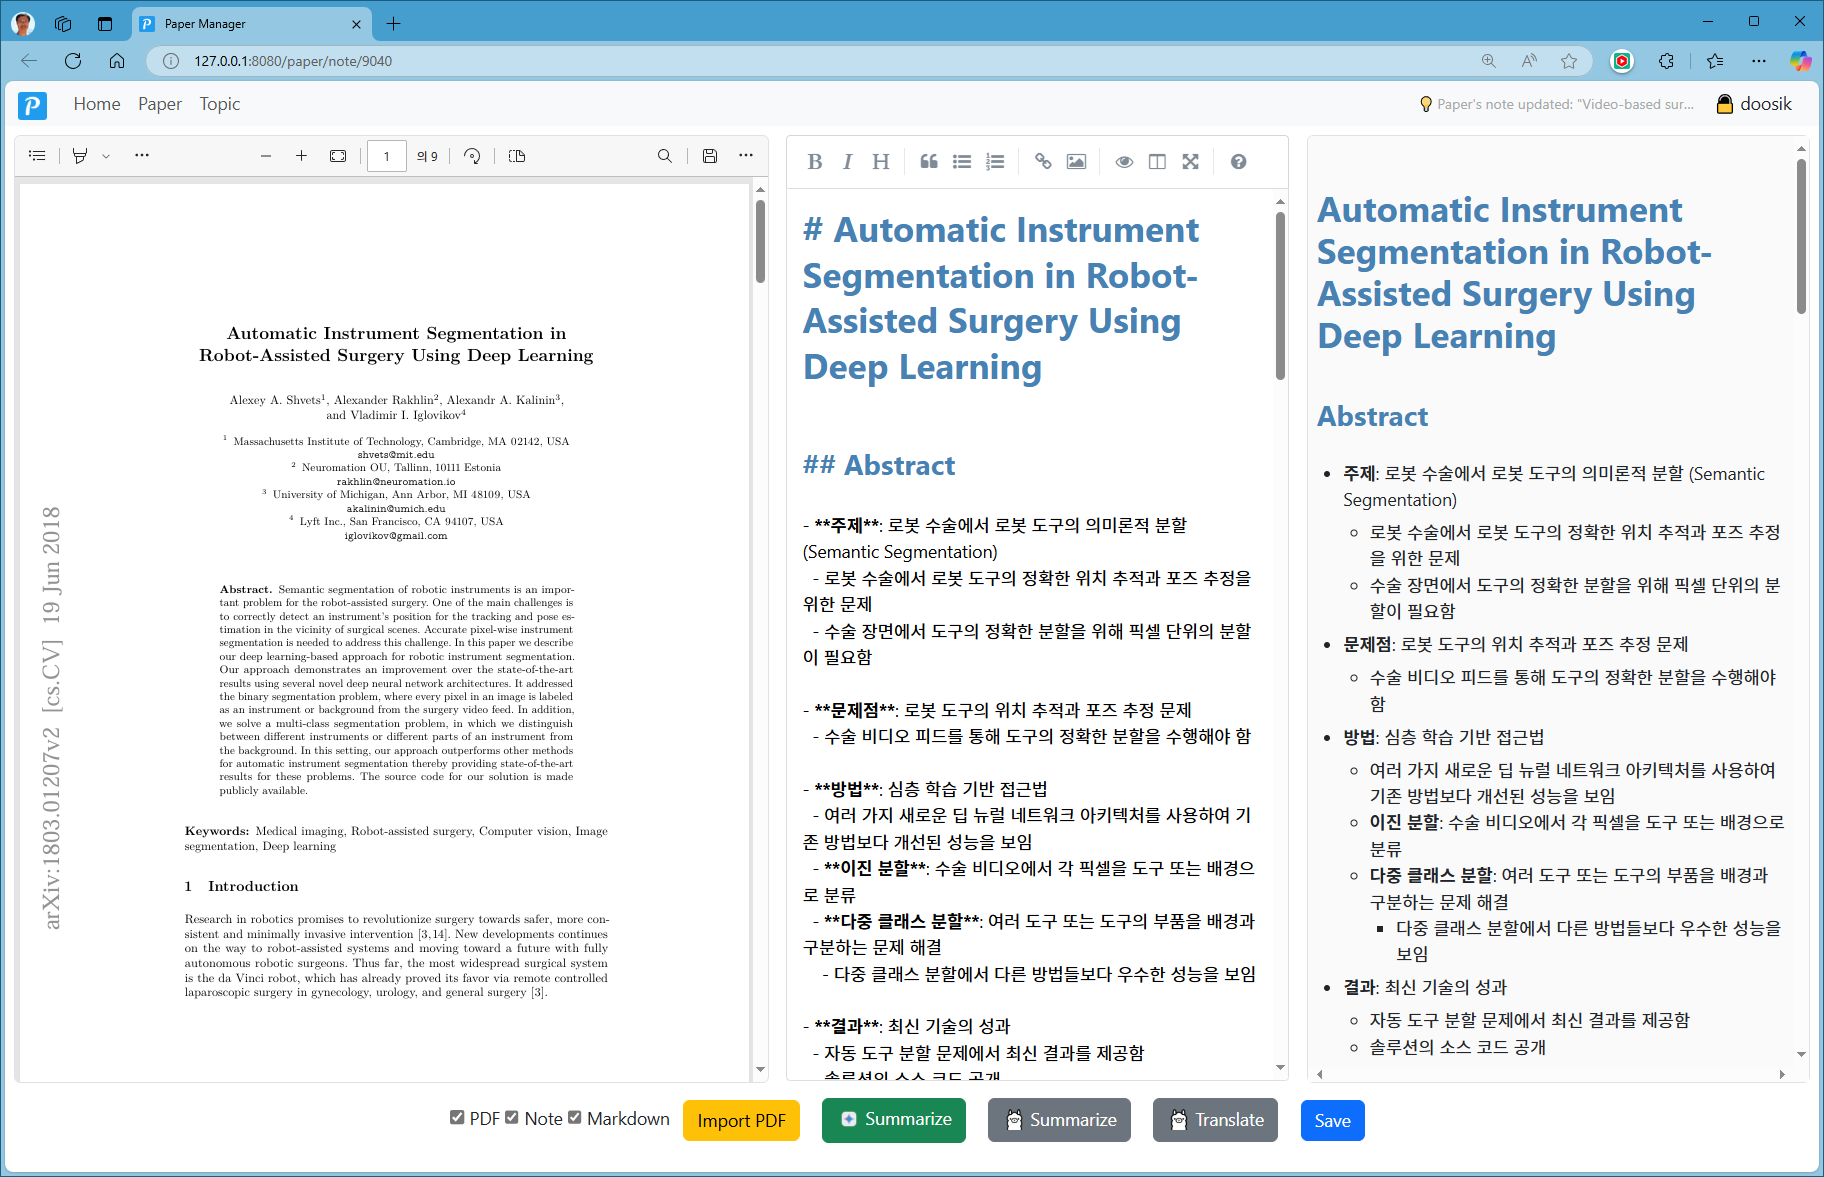 Paper Manager
127.0.0.1:8080/paper/note/9040
Home Paper Topic
Paper's note updated: "Video-based sur...
doosik
1 의 9
Automatic Instrument Segmentation in
Robot-Assisted Surgery Using Deep Learning
Alexey A. Shvets1, Alexander Rakhlin2, Alexandr A. Kalinin3,
and Vladimir I. Iglovikov4
1 Massachusetts Institute of Technology, Cambridge, MA 02142, USA
shvets@mit.edu
2 Neuromation OU, Tallinn, 10111 Estonia
rakhlin@neuromation.io
3 University of Michigan, Ann Arbor, MI 48109, USA
akalinin@umich.edu
4 Lyft Inc., San Francisco, CA 94107, USA
iglovikov@gmail.com
arXiv:1803.01207v2 [cs.CV] 19 Jun 2018
Abstract. Semantic segmentation of robotic instruments is an impor-
tant problem for the robot-assisted surgery. One of the main challenges is
to correctly detect an instrument's position for the tracking and pose es-
timation in the vicinity of surgical scenes. Accurate pixel-wise instrument
segmentation is needed to address this challenge. In this paper we describe
our deep learning-based approach for robotic instrument segmentation.
Our approach demonstrates an improvement over the state-of-the-art
results using several novel deep neural network architectures. It addressed
the binary segmentation problem, where every pixel in an image is labeled
as an instrument or background from the surgery video feed. In addition,
we solve a multi-class segmentation problem, in which we distinguish
between different instruments or different parts of an instrument from
the background. In this setting, our approach outperforms other methods
for automatic instrument segmentation thereby providing state-of-the-art
results for these problems. The source code for our solution is made
publicly available.
Keywords: Medical imaging, Robot-assisted surgery, Computer vision, Image
segmentation, Deep learning
1 Introduction
Research in robotics promises to revolutionize surgery towards safer, more con-
sistent and minimally invasive intervention [3,14]. New developments continues
on the way to robot-assisted systems and moving toward a future with fully
autonomous robotic surgeons. Thus far, the most widespread surgical system
is the da Vinci robot, which has already proved its favor via remote controlled
laparoscopic surgery in gynecology, urology, and general surgery [3].
B I H
# Automatic Instrument
Segmentation in Robot-
Assisted Surgery Using
Deep Learning
## Abstract
- **주제**: 로봇 수술에서 로봇 도구의 의미론적 분할
(Semantic Segmentation)
- 로봇 수술에서 로봇 도구의 정확한 위치 추적과 포즈 추정을
위한 문제
- 수술 장면에서 도구의 정확한 분할을 위해 픽셀 단위의 분할
이 필요함
- **문제점**: 로봇 도구의 위치 추적과 포즈 추정 문제
- 수술 비디오 피드를 통해 도구의 정확한 분할을 수행해야 함
- **방법**: 심층 학습 기반 접근법
- 여러 가지 새로운 딥 뉴럴 네트워크 아키텍처를 사용하여 기
존 방법보다 개선된 성능을 보임
- **이진 분할**: 수술 비디오에서 각 픽셀을 도구 또는 배경으
로 분류
- **다중 클래스 분할**: 여러 도구 또는 도구의 부품을 배경과
구분하는 문제 해결
- 다중 클래스 분할에서 다른 방법들보다 우수한 성능을 보임
- **결과**: 최신 기술의 성과
- 자동 도구 분할 문제에서 최신 결과를 제공함
- 솔루션의 소스 코드 공개
Automatic Instrument
Segmentation in Robot-
Assisted Surgery Using
Deep Learning
Abstract
주제: 로봇 수술에서 로봇 도구의 의미론적 분할 (Semantic
Segmentation)
로봇 수술에서 로봇 도구의 정확한 위치 추적과 포즈 추정
을 위한 문제
수술 장면에서 도구의 정확한 분할을 위해 픽셀 단위의 분
할이 필요함
문제점: 로봇 도구의 위치 추적과 포즈 추정 문제
수술 비디오 피드를 통해 도구의 정확한 분할을 수행해야
함
방법: 심층 학습 기반 접근법
여러 가지 새로운 딥 뉴럴 네트워크 아키텍처를 사용하여
기존 방법보다 개선된 성능을 보임
이진 분할: 수술 비디오에서 각 픽셀을 도구 또는 배경으로
분류
다중 클래스 분할: 여러 도구 또는 도구의 부품을 배경과
구분하는 문제 해결
다중 클래스 분할에서 다른 방법들보다 우수한 성능을
보임
결과: 최신 기술의 성과
자동 도구 분할 문제에서 최신 결과를 제공함
솔루션의 소스 코드 공개
PDF Note Markdown Import PDF Summarize Summarize Translate Save